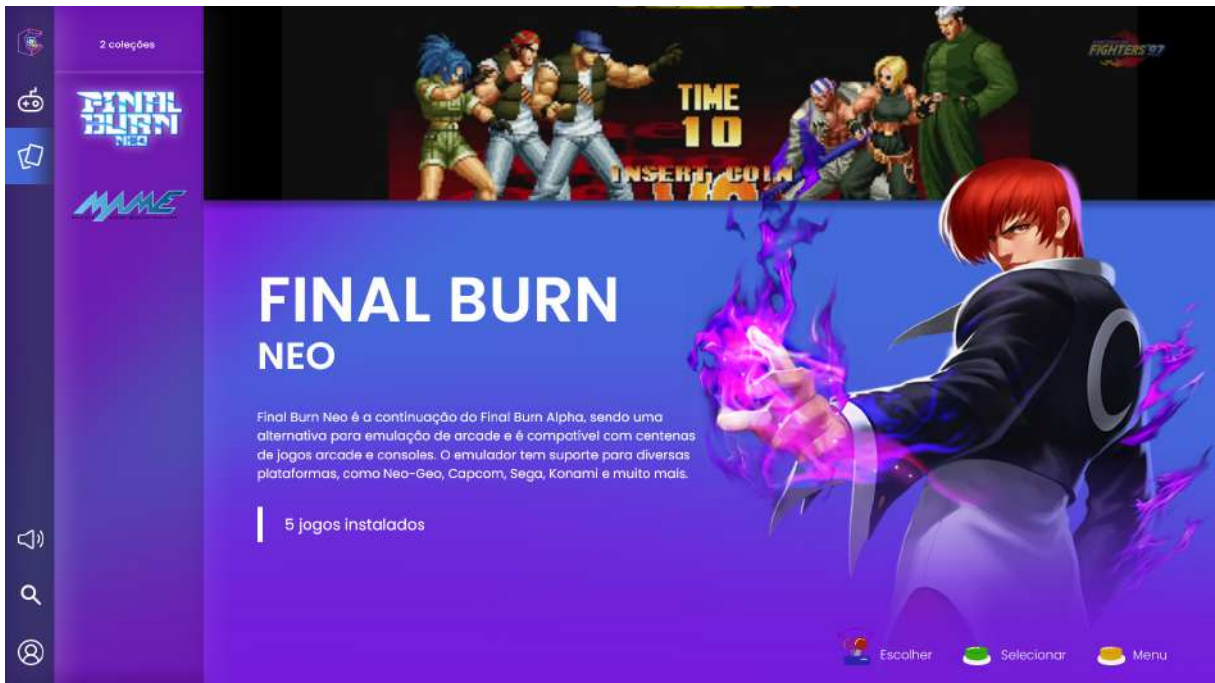 2 coleções
FINAL
BURN
NEO
MAME
TIME
10
INSERT COIN
FIGHTERS'97
FINAL BURN
NEO
Final Burn Neo é a continuação do Final Burn Alpha, sendo uma
alternativa para emulação de arcade e é compatível com centenas
de jogos arcade e consoles. O emulador tem suporte para diversas
plataformas, como Neo-Geo, Capcom, Sega, Konami e muito mais.
5 jogos instalados
Escolher
Selecionar
Menu